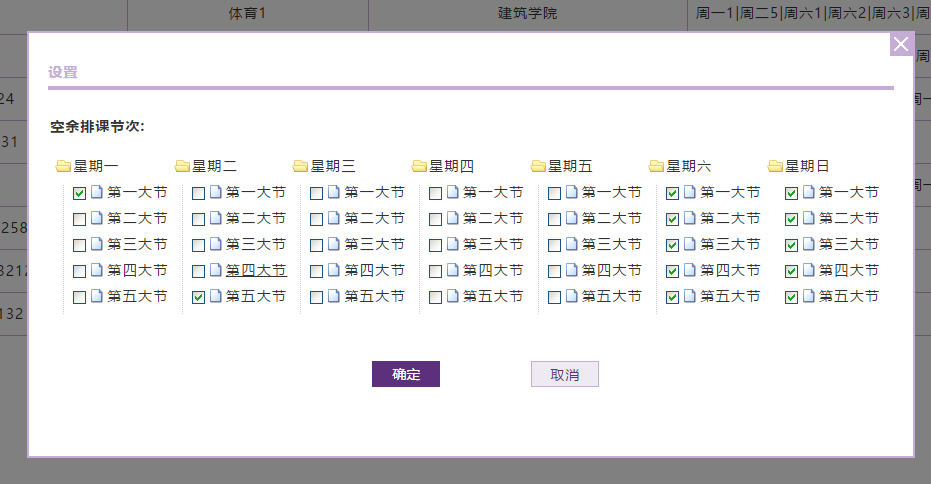 体育1 建筑学院 周一1|周二5|周六1|周六2|周六3|周
设置
空余排课节次:
星期一 星期二 星期三 星期四 星期五 星期六 星期日
第一大节 第一大节 第一大节 第一大节 第一大节 第一大节 第一大节
第二大节 第二大节 第二大节 第二大节 第二大节 第二大节 第二大节
第三大节 第三大节 第三大节 第三大节 第三大节 第三大节 第三大节
第四大节 第四大节 第四大节 第四大节 第四大节 第四大节 第四大节
第五大节 第五大节 第五大节 第五大节 第五大节 第五大节 第五大节
确定 取消
24
31
258
3212
132